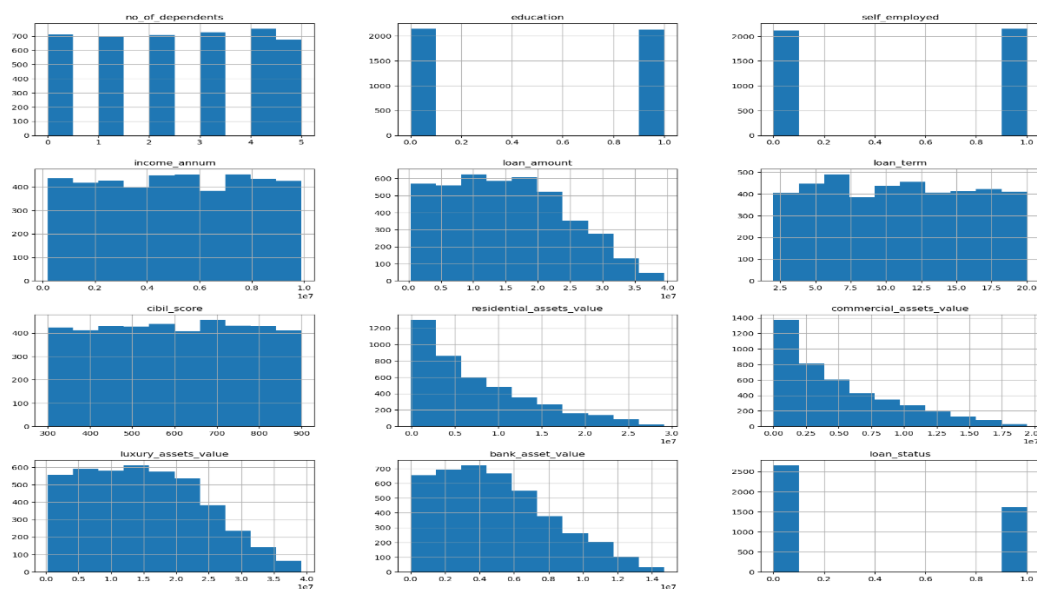 no_of_dependents
700
600
500
400
300
200
100
0
0 1 2 3 4 5
education
2000
1500
1000
500
0
0.0 0.2 0.4 0.6 0.8 1.0
self_employed
2000
1500
1000
500
0
0.0 0.2 0.4 0.6 0.8 1.0
income_annum
400
300
200
100
0
0.0 0.2 0.4 0.6 0.8 1.0
1e7
loan_amount
600
500
400
300
200
100
0
0.0 0.5 1.0 1.5 2.0 2.5 3.0 3.5 4.0
1e7
loan_term
500
400
300
200
100
0
2.5 5.0 7.5 10.0 12.5 15.0 17.5 20.0
cibil_score
400
300
200
100
0
300 400 500 600 700 800 900
residential_assets_value
1200
1000
800
600
400
200
0
0.0 0.5 1.0 1.5 2.0 2.5 3.0
1e7
commercial_assets_value
1400
1200
1000
800
600
400
200
0
0.00 0.25 0.50 0.75 1.00 1.25 1.50 1.75 2.00
1e7
luxury_assets_value
600
500
400
300
200
100
0
0.0 0.5 1.0 1.5 2.0 2.5 3.0 3.5 4.0
1e7
bank_asset_value
700
600
500
400
300
200
100
0
0.0 0.2 0.4 0.6 0.8 1.0 1.2 1.4
1e7
loan_status
2500
2000
1500
1000
500
0
0.0 0.2 0.4 0.6 0.8 1.0